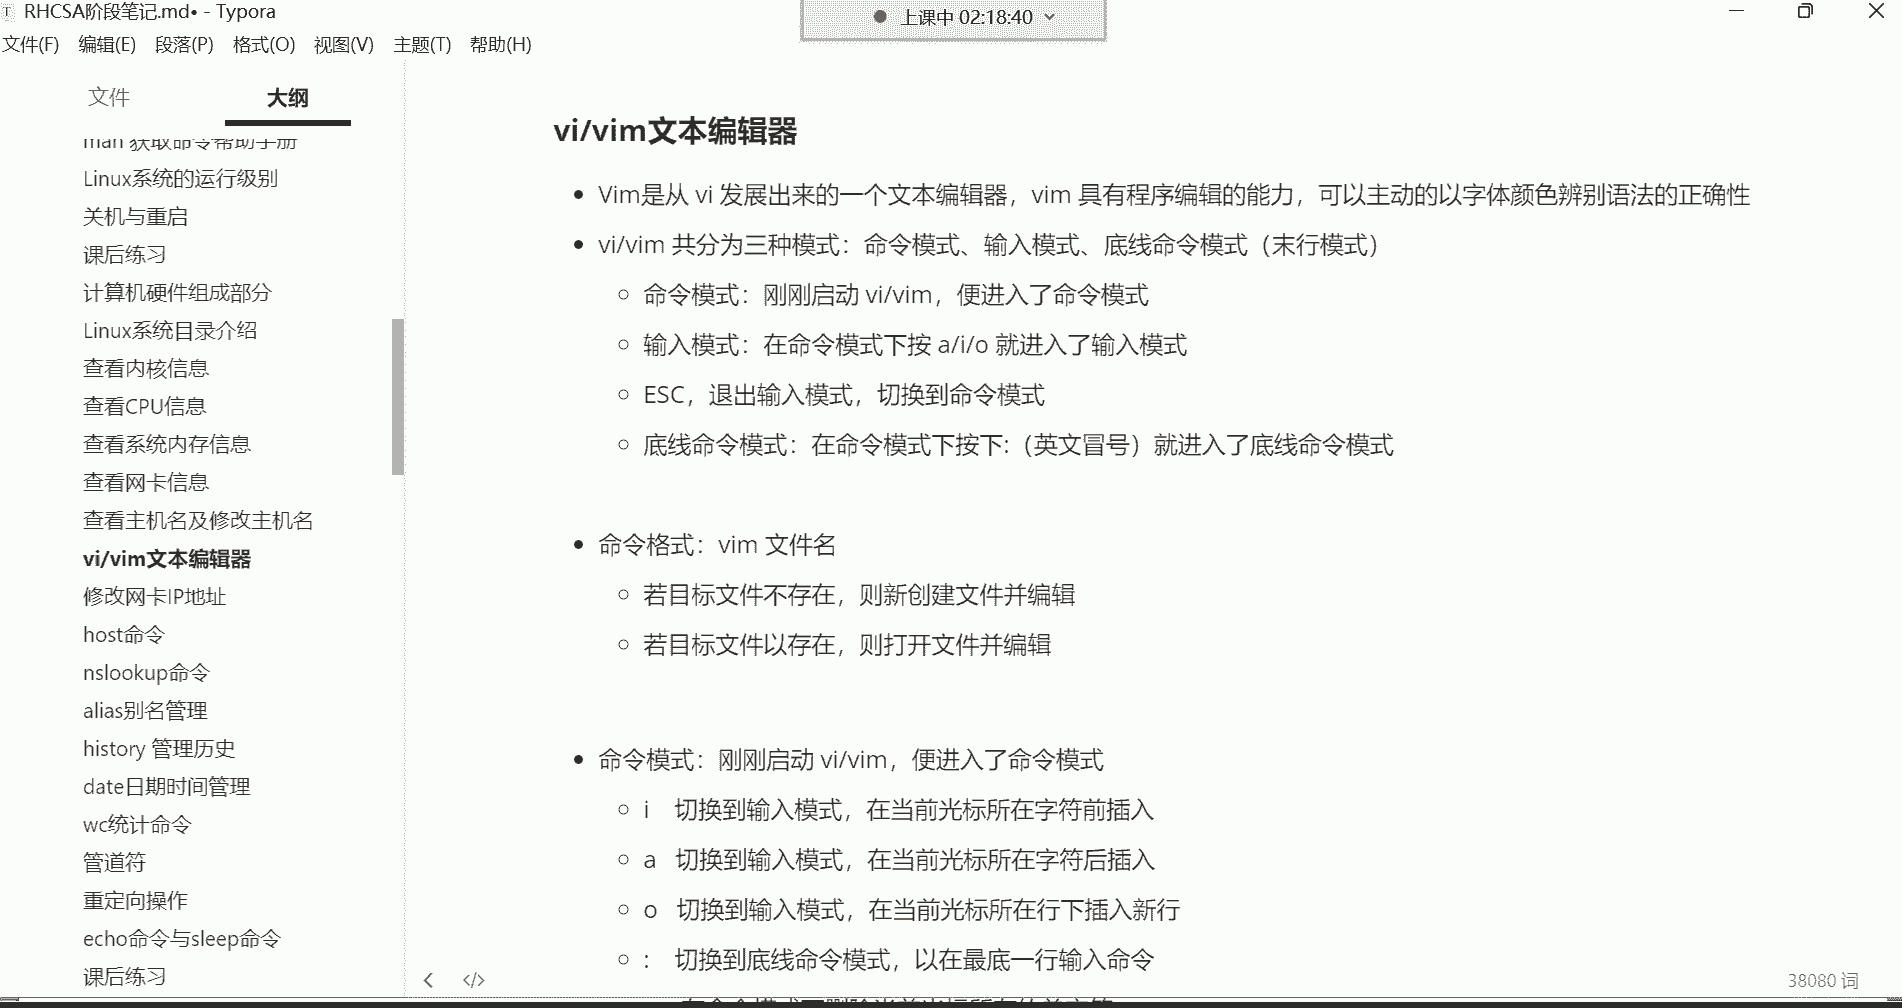 RHCSA阶段笔记.md• - Typora
上课中 02:18:40
文件(F) 编辑(E) 段落(P) 格式(O) 视图(V) 主题(T) 帮助(H)
文件 大纲
man 获取命令帮助手册
Linux系统的运行级别
关机与重启
课后练习
计算机硬件组成部分
Linux系统目录介绍
查看内核信息
查看CPU信息
查看系统内存信息
查看网卡信息
查看主机名及修改主机名
vi/vim文本编辑器
修改网卡IP地址
host命令
nslookup命令
alias别名管理
history 管理历史
date日期时间管理
wc统计命令
管道符
重定向操作
echo命令与sleep命令
课后练习
vi/vim文本编辑器
Vim是从 vi 发展出来的一个文本编辑器，vim 具有程序编辑的能力，可以主动的以字体颜色辨别语法的正确性
vi/vim 共分为三种模式：命令模式、输入模式、底线命令模式（末行模式）
命令模式：刚刚启动 vi/vim，便进入了命令模式
输入模式：在命令模式下按 a/i/o 就进入了输入模式
ESC，退出输入模式，切换到命令模式
底线命令模式：在命令模式下按下:（英文冒号）就进入了底线命令模式
命令格式：vim 文件名
若目标文件不存在，则新创建文件并编辑
若目标文件以存在，则打开文件并编辑
命令模式：刚刚启动 vi/vim，便进入了命令模式
i 切换到输入模式，在当前光标所在字符前插入
a 切换到输入模式，在当前光标所在字符后插入
o 切换到输入模式，在当前光标所在行下插入新行
: 切换到底线命令模式，以在最底一行输入命令
</>
38080 词